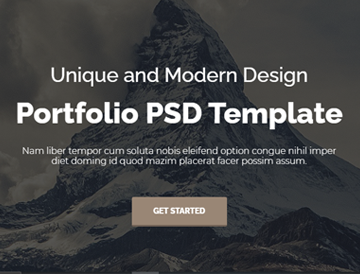 Unique and Modern Design
Portfolio PSD Template
Nam liber tempor cum soluta nobis eleifend option congue nihil imper
diet doming id quod mazim placerat facer possim assum.
GET STARTED